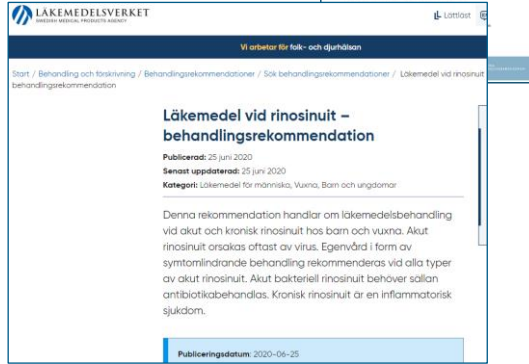 LÄKEMEDELSVERKET
SWEDISH MEDICAL PRODUCTS AGENCY
Lättläst
Vi arbetar för folk- och djurhälsan
Start / Behandling och förskrivning / Behandlingsrekommendationer / Sök behandlingsrekommendationer / Läkemedel vid rinosinuit
behandlingsrekommendation
Läkemedel vid rinosinuit –
behandlingsrekommendation
Publicerad: 25 juni 2020
Senast uppdaterad: 25 juni 2020
Kategori: Läkemedel för människa, Vuxna, Barn och ungdomar
Denna rekommendation handlar om läkemedelsbehandling
vid akut och kronisk rinosinuit hos barn och vuxna. Akut
rinosinuit orsakas oftast av virus. Egenvård i form av
symtomlindrande behandling rekommenderas vid alla typer
av akut rinosinuit. Akut bakteriell rinosinuit behöver sällan
antibiotikabehandlas. Kronisk rinosinuit är en inflammatorisk
sjukdom.
Publiceringsdatum: 2020-06-25